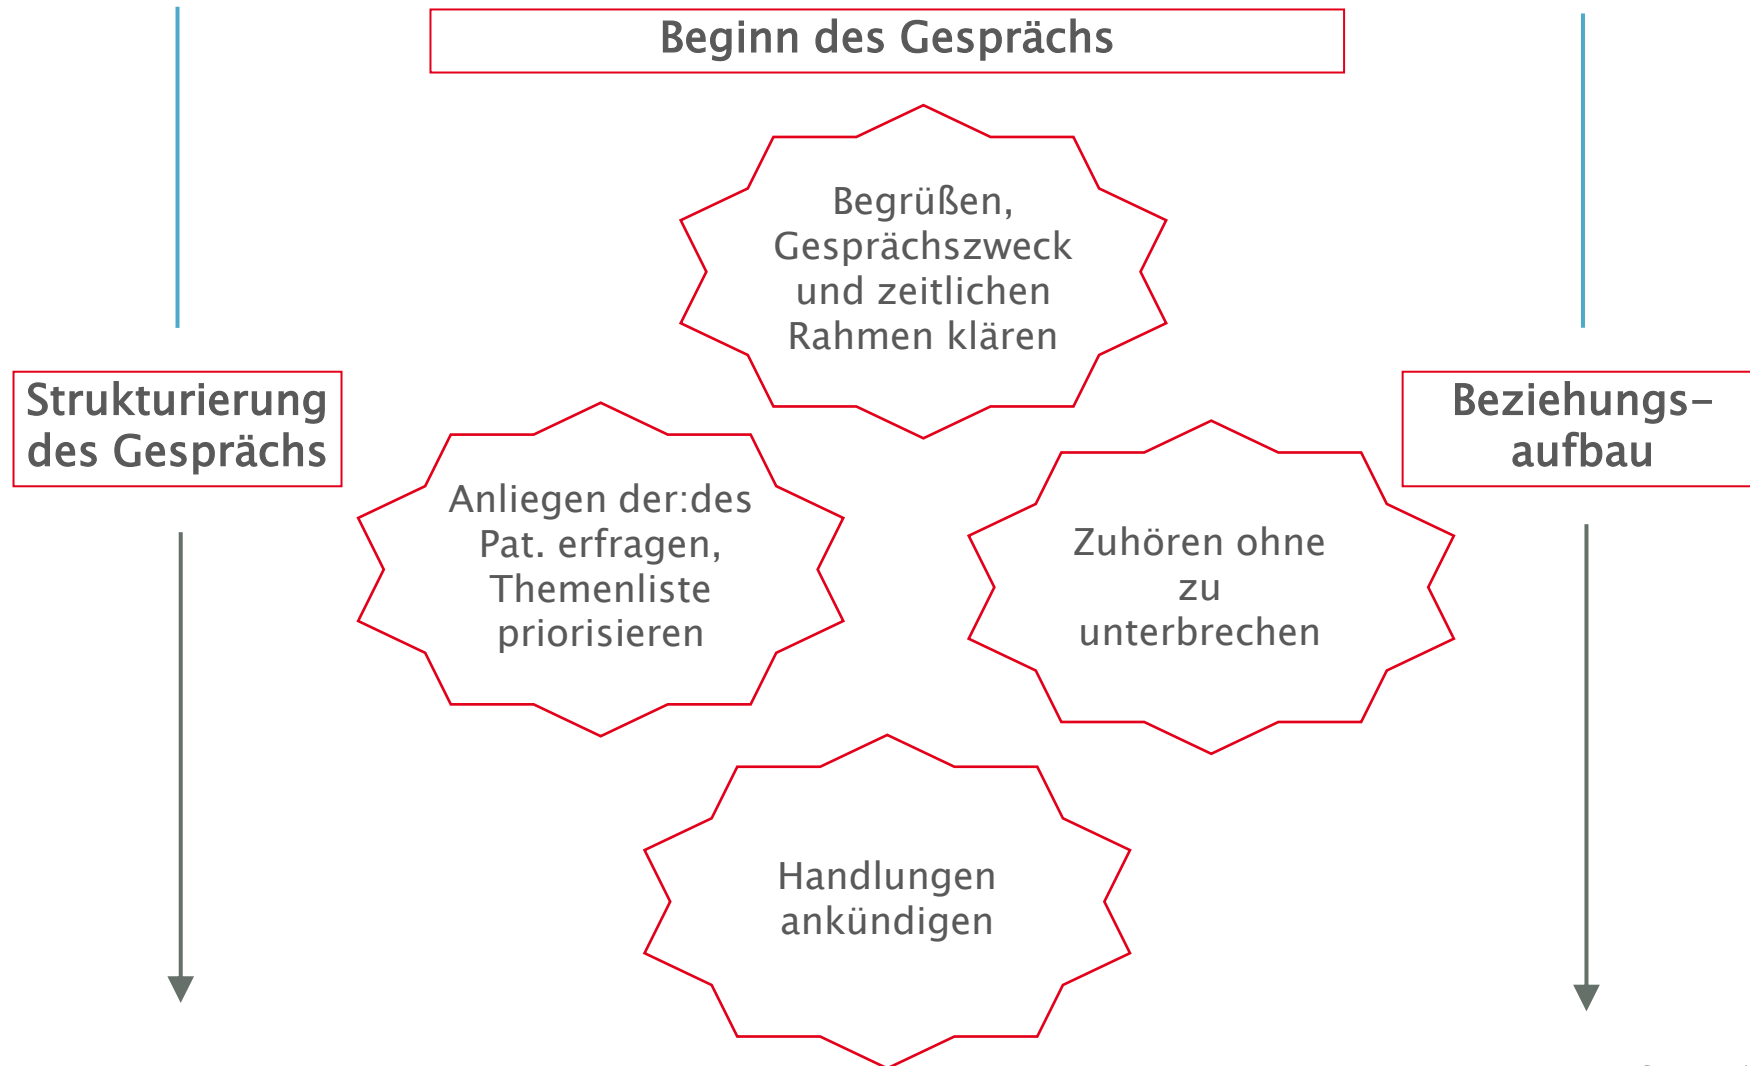 Beginn des Gesprächs
Begrüßen,
Gesprächszweck
und zeitlichen
Rahmen klären
Strukturierung
des Gesprächs
Beziehungs-
aufbau
Anliegen der:des
Pat. erfragen,
Themenliste
priorisieren
Zuhören ohne
zu
unterbrechen
Handlungen
ankündigen